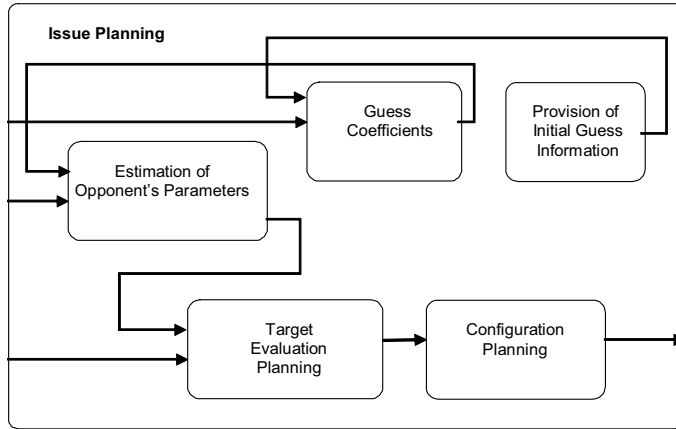 Issue Planning
Guess
Coefficients
Provision of
Initial Guess
Information
Estimation of
Opponent's Parameters
Target
Evaluation
Planning
Configuration
Planning